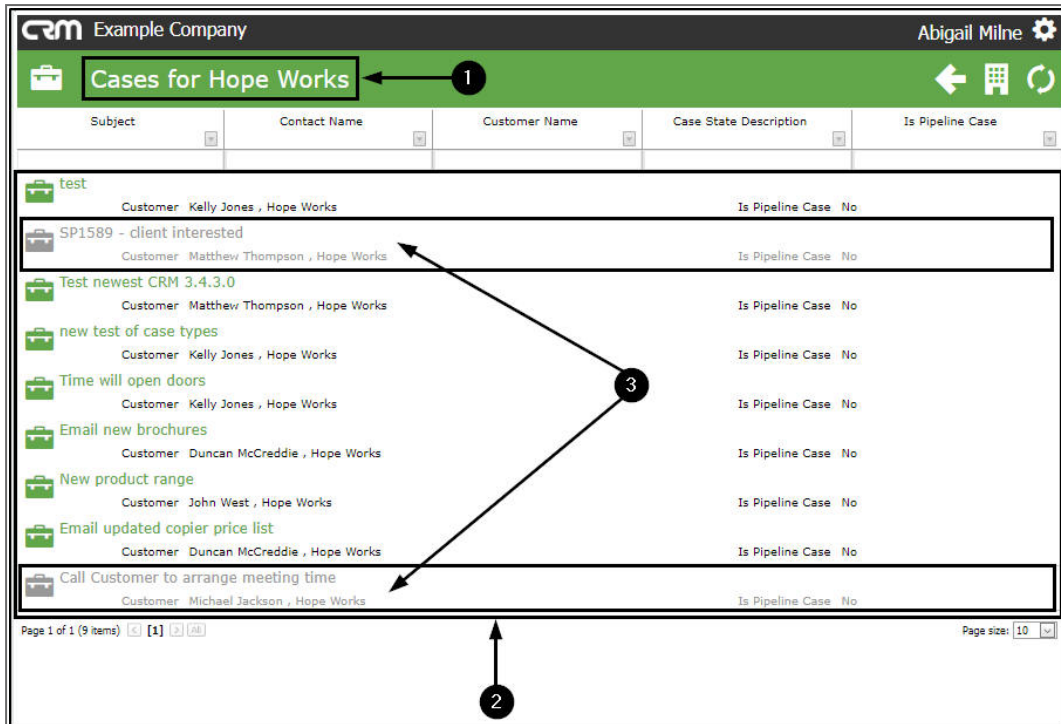 CRM Example Company Abigail Milne
Cases for Hope Works 1
Subject Contact Name Customer Name Case State Description Is Pipeline Case
test
Customer Kelly Jones , Hope Works Is Pipeline Case No
SP1589 - client interested
Customer Matthew Thompson , Hope Works Is Pipeline Case No
Test newest CRM 3.4.3.0
Customer Matthew Thompson , Hope Works Is Pipeline Case No
new test of case types
Customer Kelly Jones , Hope Works Is Pipeline Case No
Time will open doors
3
Customer Kelly Jones , Hope Works Is Pipeline Case No
Email new brochures
Customer Duncan McCreddie , Hope Works Is Pipeline Case No
New product range
Customer John West , Hope Works Is Pipeline Case No
Email updated copier price list
Customer Duncan McCreddie , Hope Works Is Pipeline Case No
Call Customer to arrange meeting time
Customer Michael Jackson , Hope Works Is Pipeline Case No
Page 1 of 1 (9 items) < [1] > All Page size: 10
2